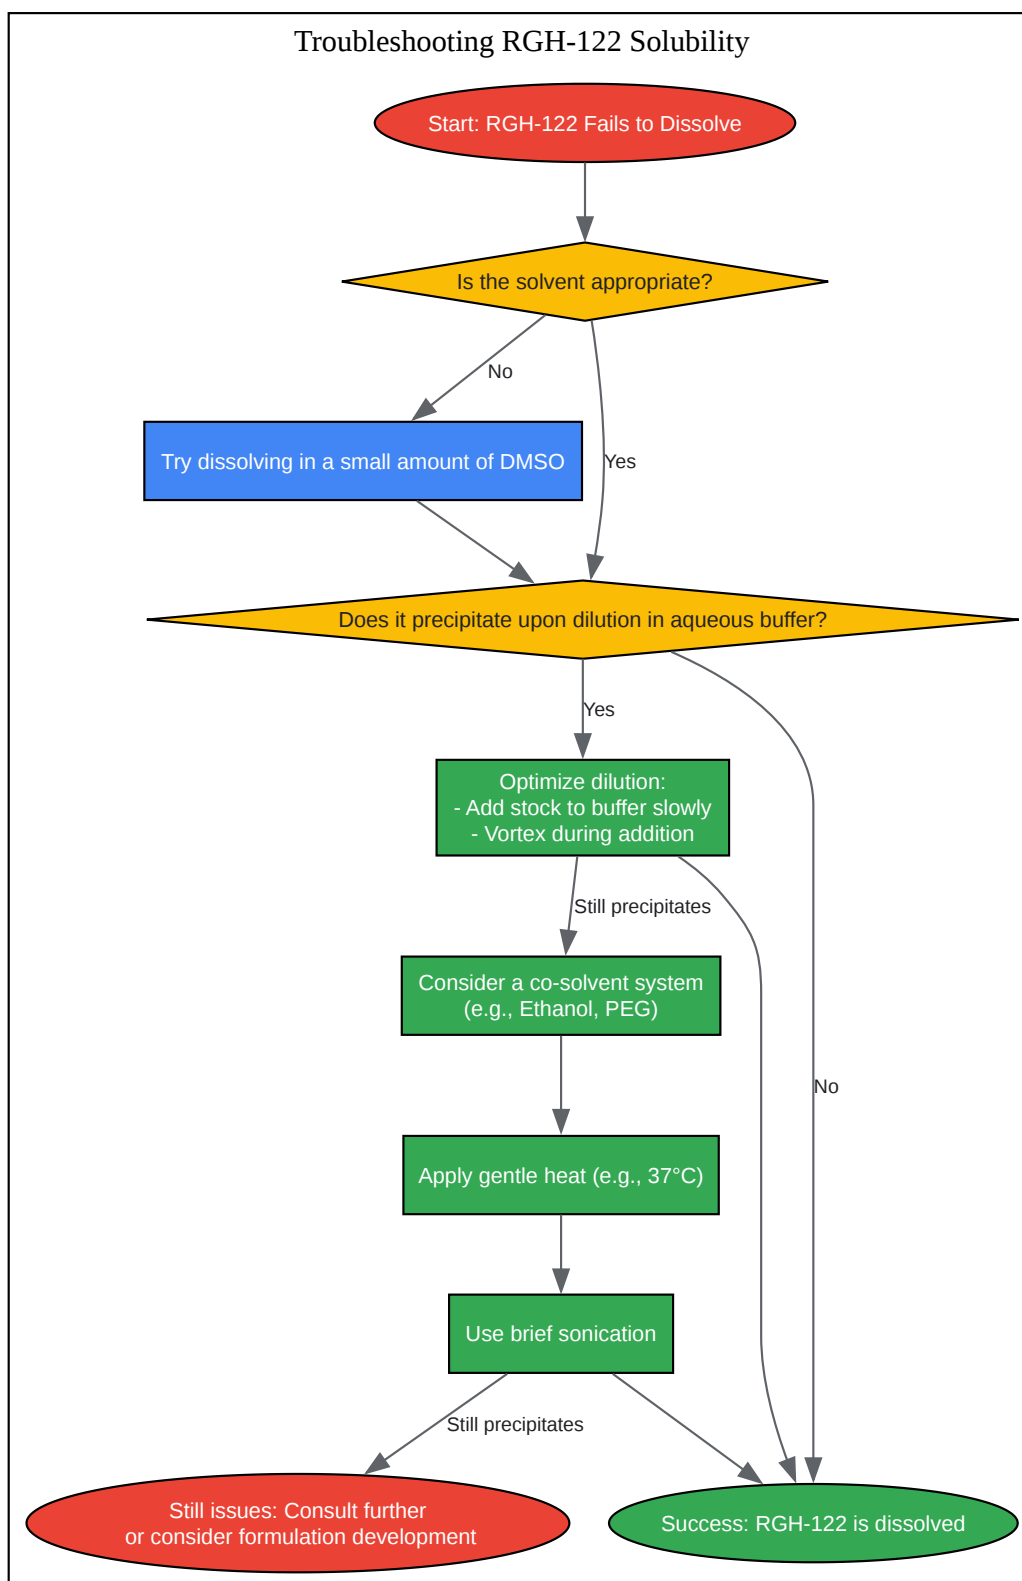 Troubleshooting RGH-122 Solubility
Start: RGH-122 Fails to Dissolve
Is the solvent appropriate?
No
Try dissolving in a small amount of DMSO
Yes
Does it precipitate upon dilution in aqueous buffer?
Yes
Optimize dilution:
- Add stock to buffer slowly
- Vortex during addition
Still precipitates
Consider a co-solvent system
(e.g., Ethanol, PEG)
No
Apply gentle heat (e.g., 37°C)
Use brief sonication
Still precipitates
Still issues: Consult further
or consider formulation development
Success: RGH-122 is dissolved